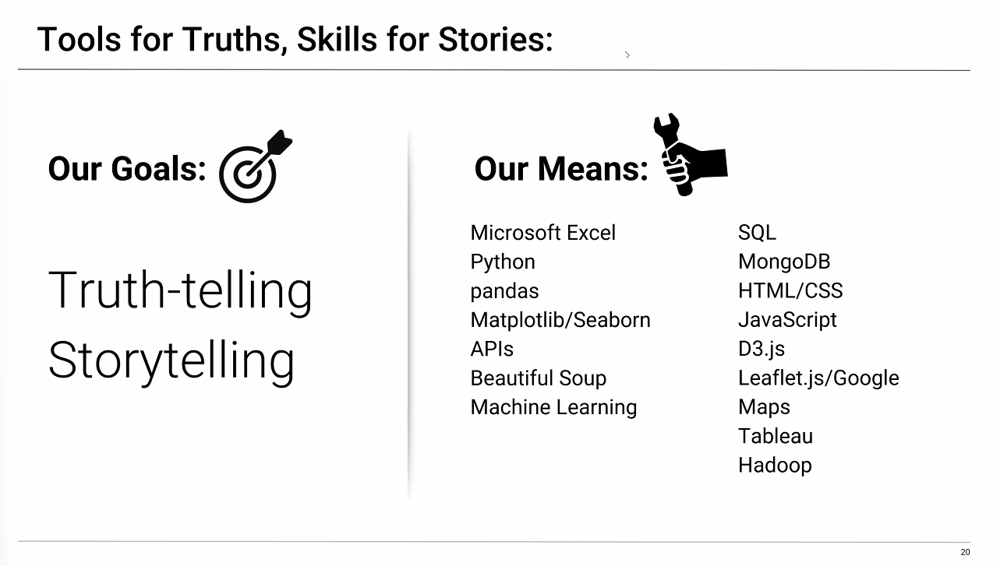 Tools for Truths, Skills for Stories:
Our Goals:
Truth-telling
Storytelling
Our Means:
Microsoft Excel
Python
pandas
Matplotlib/Seaborn
APIs
Beautiful Soup
Machine Learning
SQL
MongoDB
HTML/CSS
JavaScript
D3.js
Leaflet.js/Google
Maps
Tableau
Hadoop
20